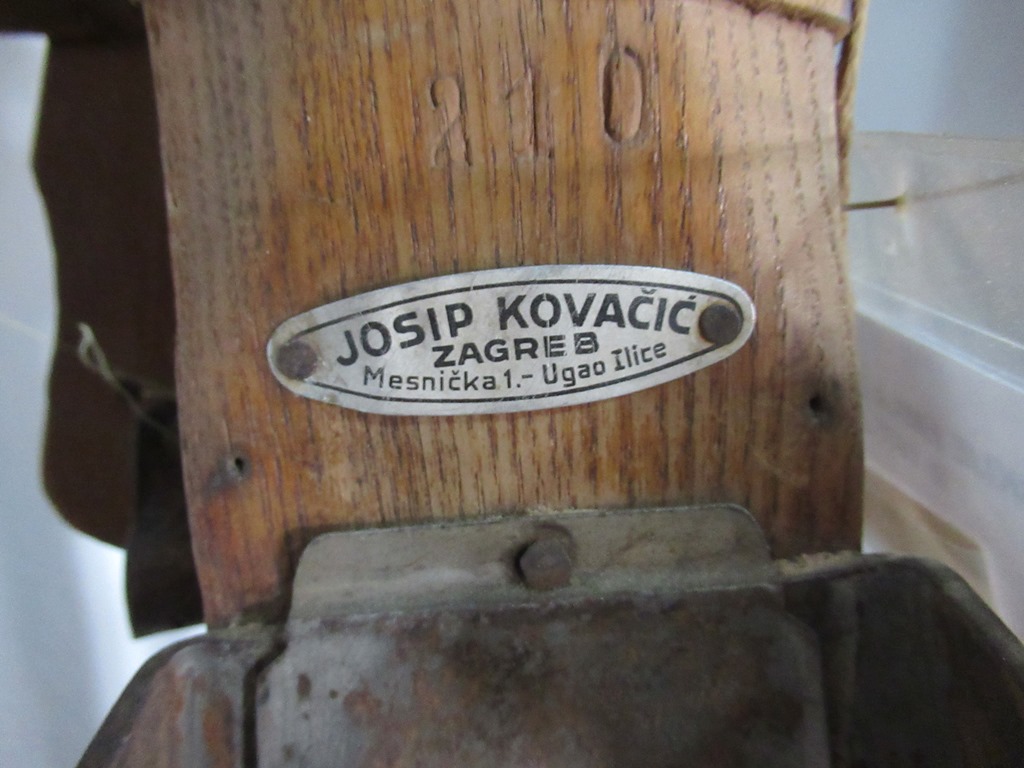 210
JOSIP KOVAČIĆ
ZAGREB
Mesnička 1.- Ugao Ilice